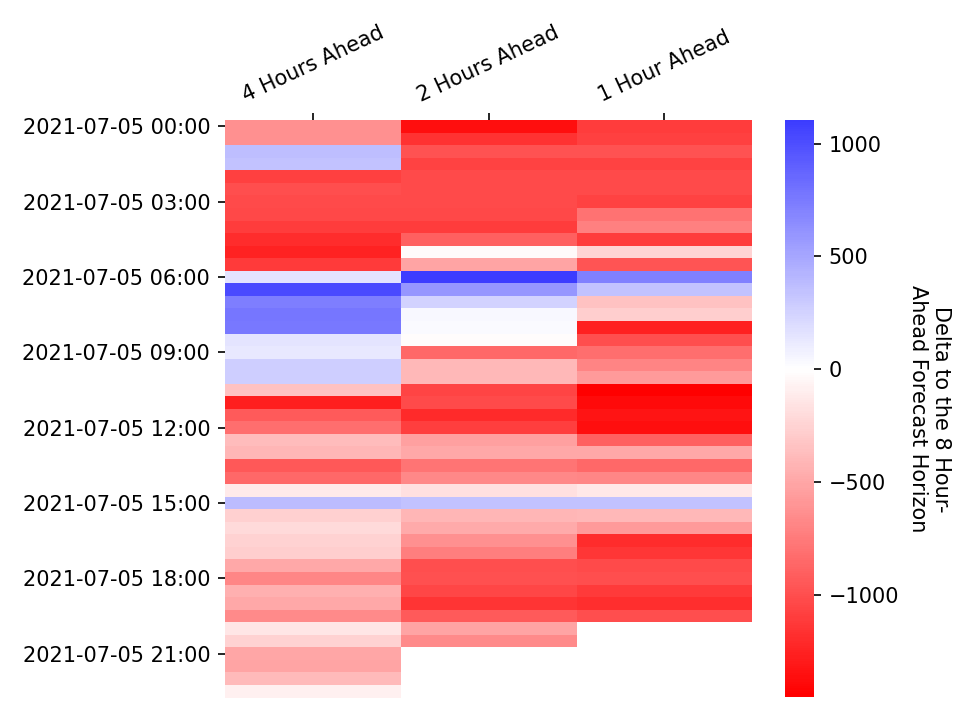 4 Hours Ahead
2 Hours Ahead
1 Hour Ahead
2021-07-05 00:00
2021-07-05 03:00
2021-07-05 06:00
2021-07-05 09:00
2021-07-05 12:00
2021-07-05 15:00
2021-07-05 18:00
2021-07-05 21:00
1000
500
0
−500
−1000
Delta to the 8 Hour-
Ahead Forecast Horizon